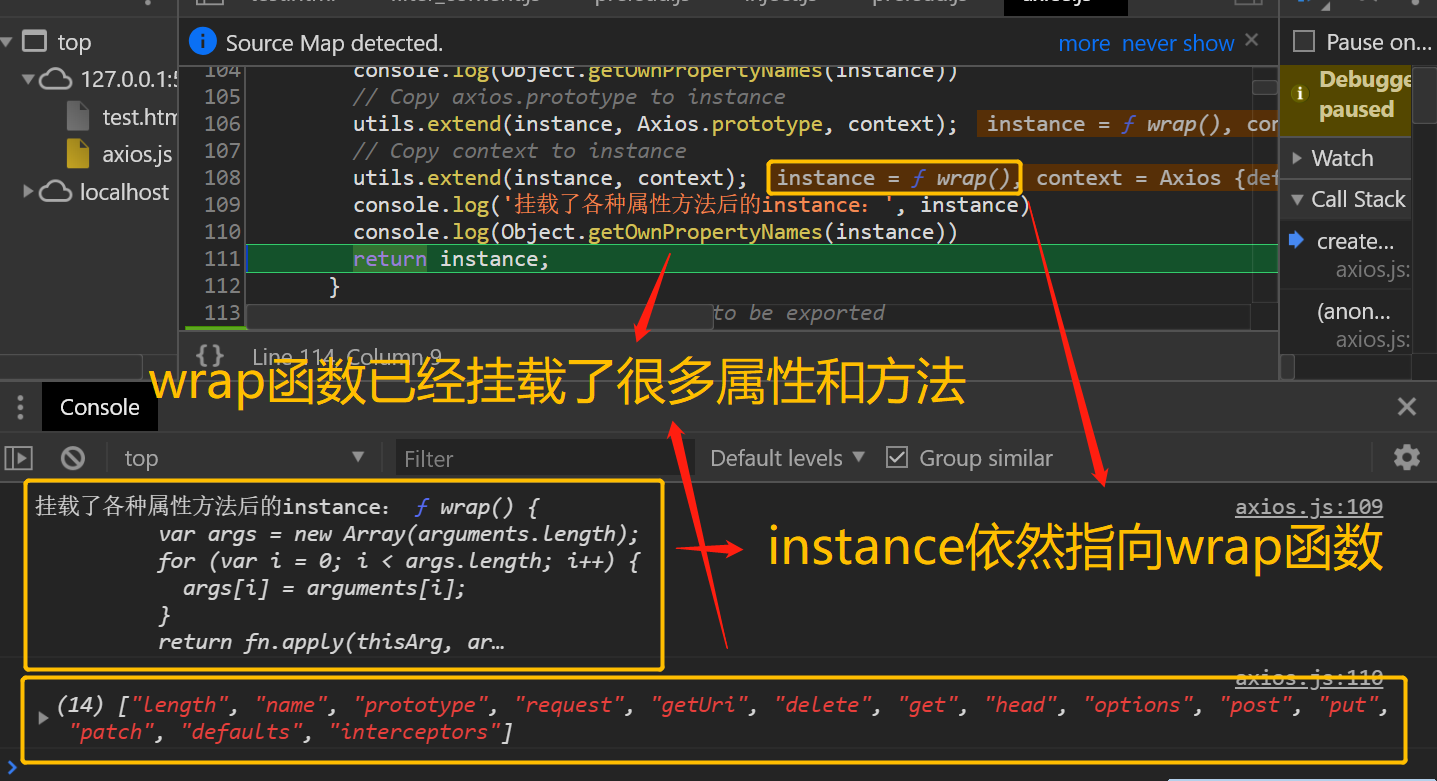 top
127.0.0.1:5
test.htm
axios.js
localhost
Source Map detected.
more never show
104 console.log(Object.getOwnPropertyNames(instance))
105 // Copy axios.prototype to instance
106 utils.extend(instance, Axios.prototype, context); instance = ƒ wrap(), con
107 // Copy context to instance
108 utils.extend(instance, context); instance = ƒ wrap(), context = Axios {def
109 console.log('挂载了各种属性方法后的instance: ', instance)
110 console.log(Object.getOwnPropertyNames(instance))
111 return instance;
112 }
113 to be exported
{} Line 114, Column 9
Pause on...
Debugge
paused
Watch
Call Stack
create...
axios.js:
(anon...
axios.js:
wrap函数已经挂载了很多属性和方法
Console
top
Filter
Default levels
Group similar
挂载了各种属性方法后的instance: ƒ wrap() {
axios.js:109
var args = new Array(arguments.length);
for (var i = 0; i < args.length; i++) {
args[i] = arguments[i];
}
return fn.apply(thisArg, ar…
instance依然指向wrap函数
axios.js:110
(14) ["length", "name", "prototype", "request", "getUri", "delete", "get", "head", "options", "post", "put",
"patch", "defaults", "interceptors"]